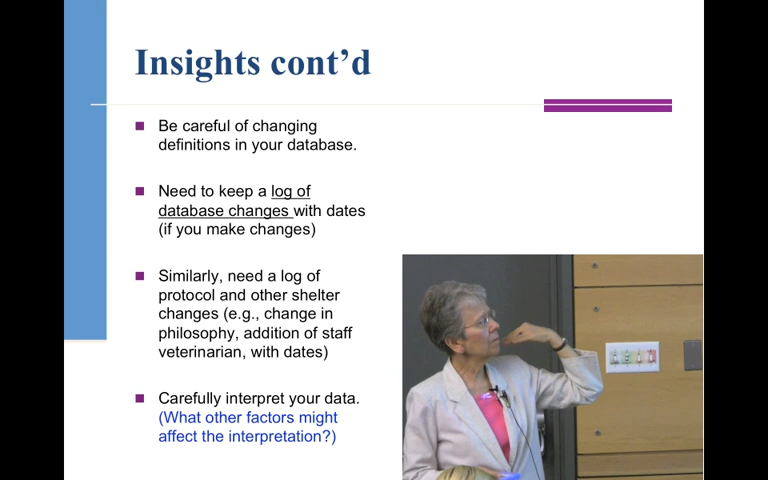 Insights cont’d
Be careful of changing
definitions in your database.
Need to keep a log of
database changes with dates
(if you make changes)
Similarly, need a log of
protocol and other shelter
changes (e.g., change in
philosophy, addition of staff
veterinarian, with dates)
Carefully interpret your data.
(What other factors might
affect the interpretation?)